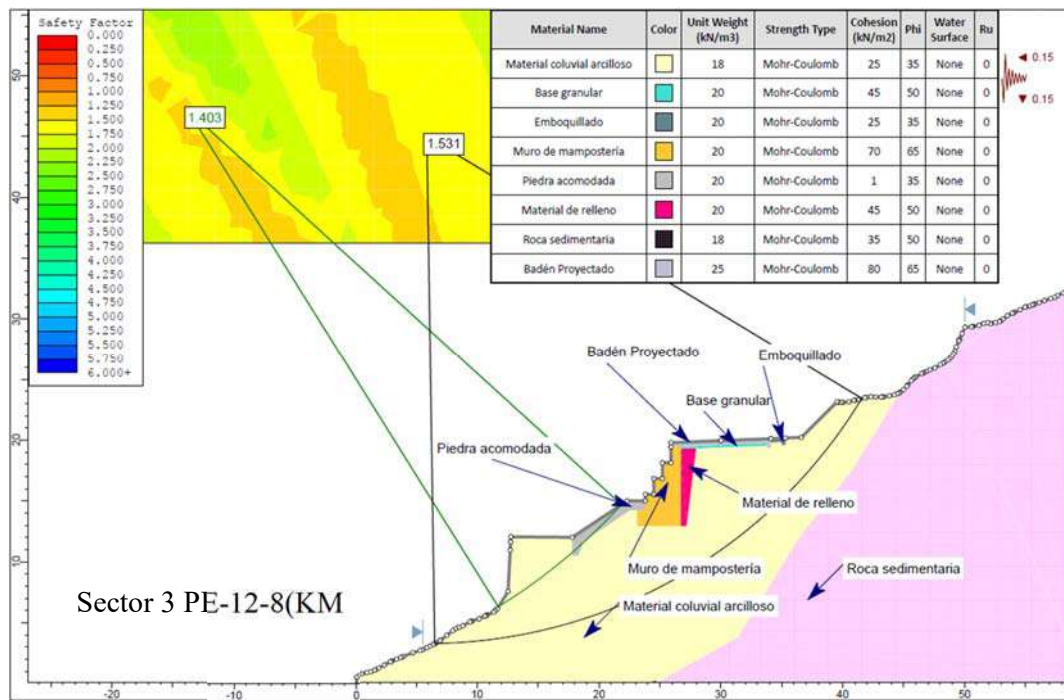 Safety Factor
0.000
0.250
0.500
0.750
1.000
1.250
1.500
1.750
2.000
2.250
2.500
2.750
3.000
3.250
3.500
3.750
4.000
4.250
4.500
4.750
5.000
5.250
5.500
5.750
6.000+
50
40
30
20
10
1.403
1.531
Material Name Color Unit Weight (kN/m3) Strength Type Cohesion (kN/m2) Phi Water Surface Ru
Material coluvial arcilloso 18 Mohr-Coulomb 25 35 None 0
Base granular 20 Mohr-Coulomb 45 50 None 0
Emboquillado 20 Mohr-Coulomb 25 35 None 0
Muro de mampostería 20 Mohr-Coulomb 70 65 None 0
Piedra acomodada 20 Mohr-Coulomb 1 35 None 0
Material de relleno 20 Mohr-Coulomb 45 50 None 0
Roca sedimentaria 18 Mohr-Coulomb 35 50 None 0
Badén Proyectado 25 Mohr-Coulomb 80 65 None 0
0.15
0.15
Badén Proyectado
Emboquillado
Base granular
Piedra acomodada
Material de relleno
Muro de mampostería
Roca sedimentaria
Material coluvial arcilloso
Sector 3 PE-12-8(KM
-20 -10 0 10 20 30 40 50